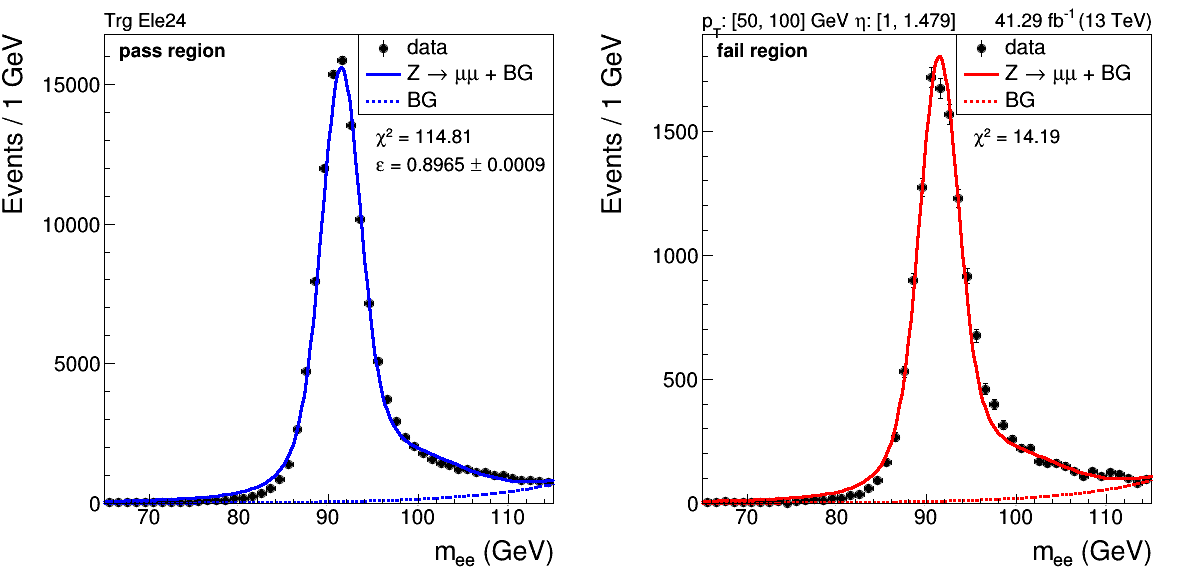 Trg Ele24
pass region
data
Z → μμ + BG
BG
χ² = 114.81
ε = 0.8965 ± 0.0009
Events / 1 GeV
15000
10000
5000
0
70 80 90 100 110
m_ee (GeV)
p_T: [50, 100] GeV η: [1, 1.479] 41.29 fb⁻¹ (13 TeV)
fail region
data
Z → μμ + BG
BG
χ² = 14.19
Events / 1 GeV
1500
1000
500
0
70 80 90 100 110
m_ee (GeV)